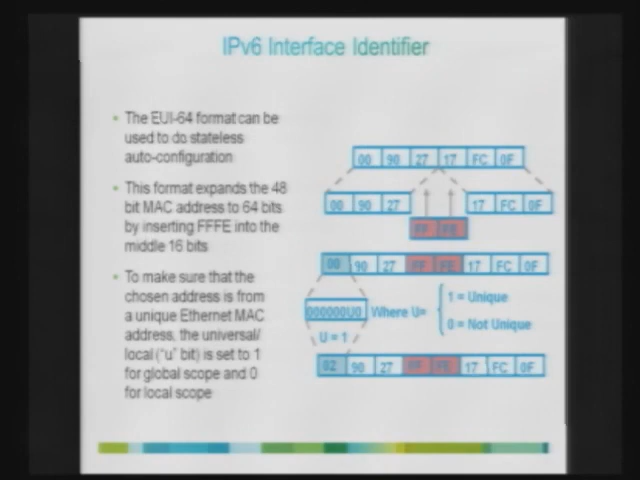 IPv6 Interface Identifier
The EUI-64 format can be
used to do stateless
auto-configuration
This format expands the 48
bit MAC address to 64 bits
by inserting FFFE into the
middle 16 bits
To make sure that the
chosen address is from
a unique Ethernet MAC
address, the universal/
local ("u" bit) is set to 1
for global scope and 0
for local scope
00 90 27 17 FC 0F
00 90 27 17 FC 0F
FF FE
00 90 27 FF FE 17 FC 0F
000000U0 Where U= 1 = Unique
0 = Not Unique
U = 1
02 90 27 FF FE 17 FC 0F